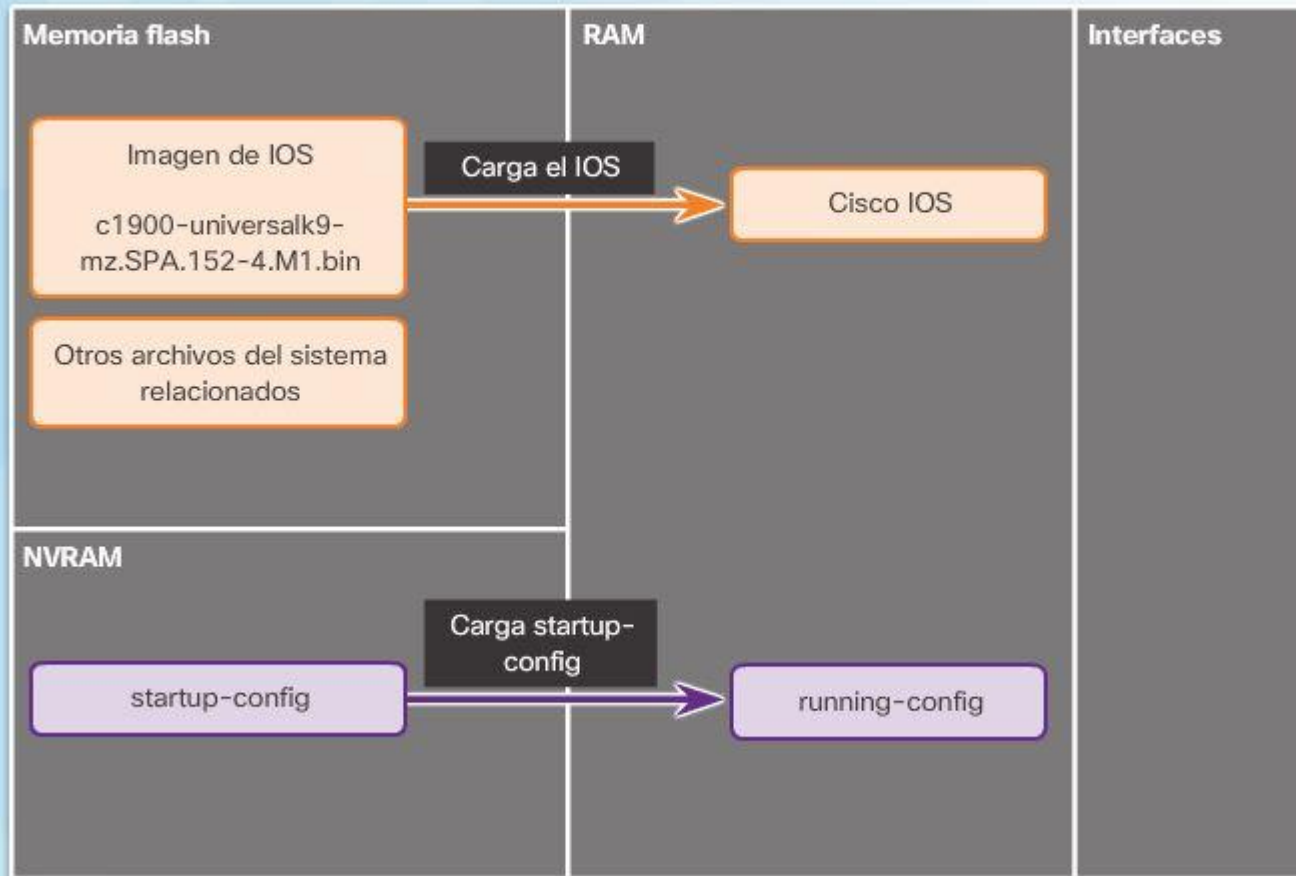 Memoria flash
RAM
Interfaces
Imagen de IOS
c1900-universalk9-
mz.SPA.152-4.M1.bin
Carga el IOS
Cisco IOS
Otros archivos del sistema
relacionados
NVRAM
startup-config
Carga startup-
config
running-config